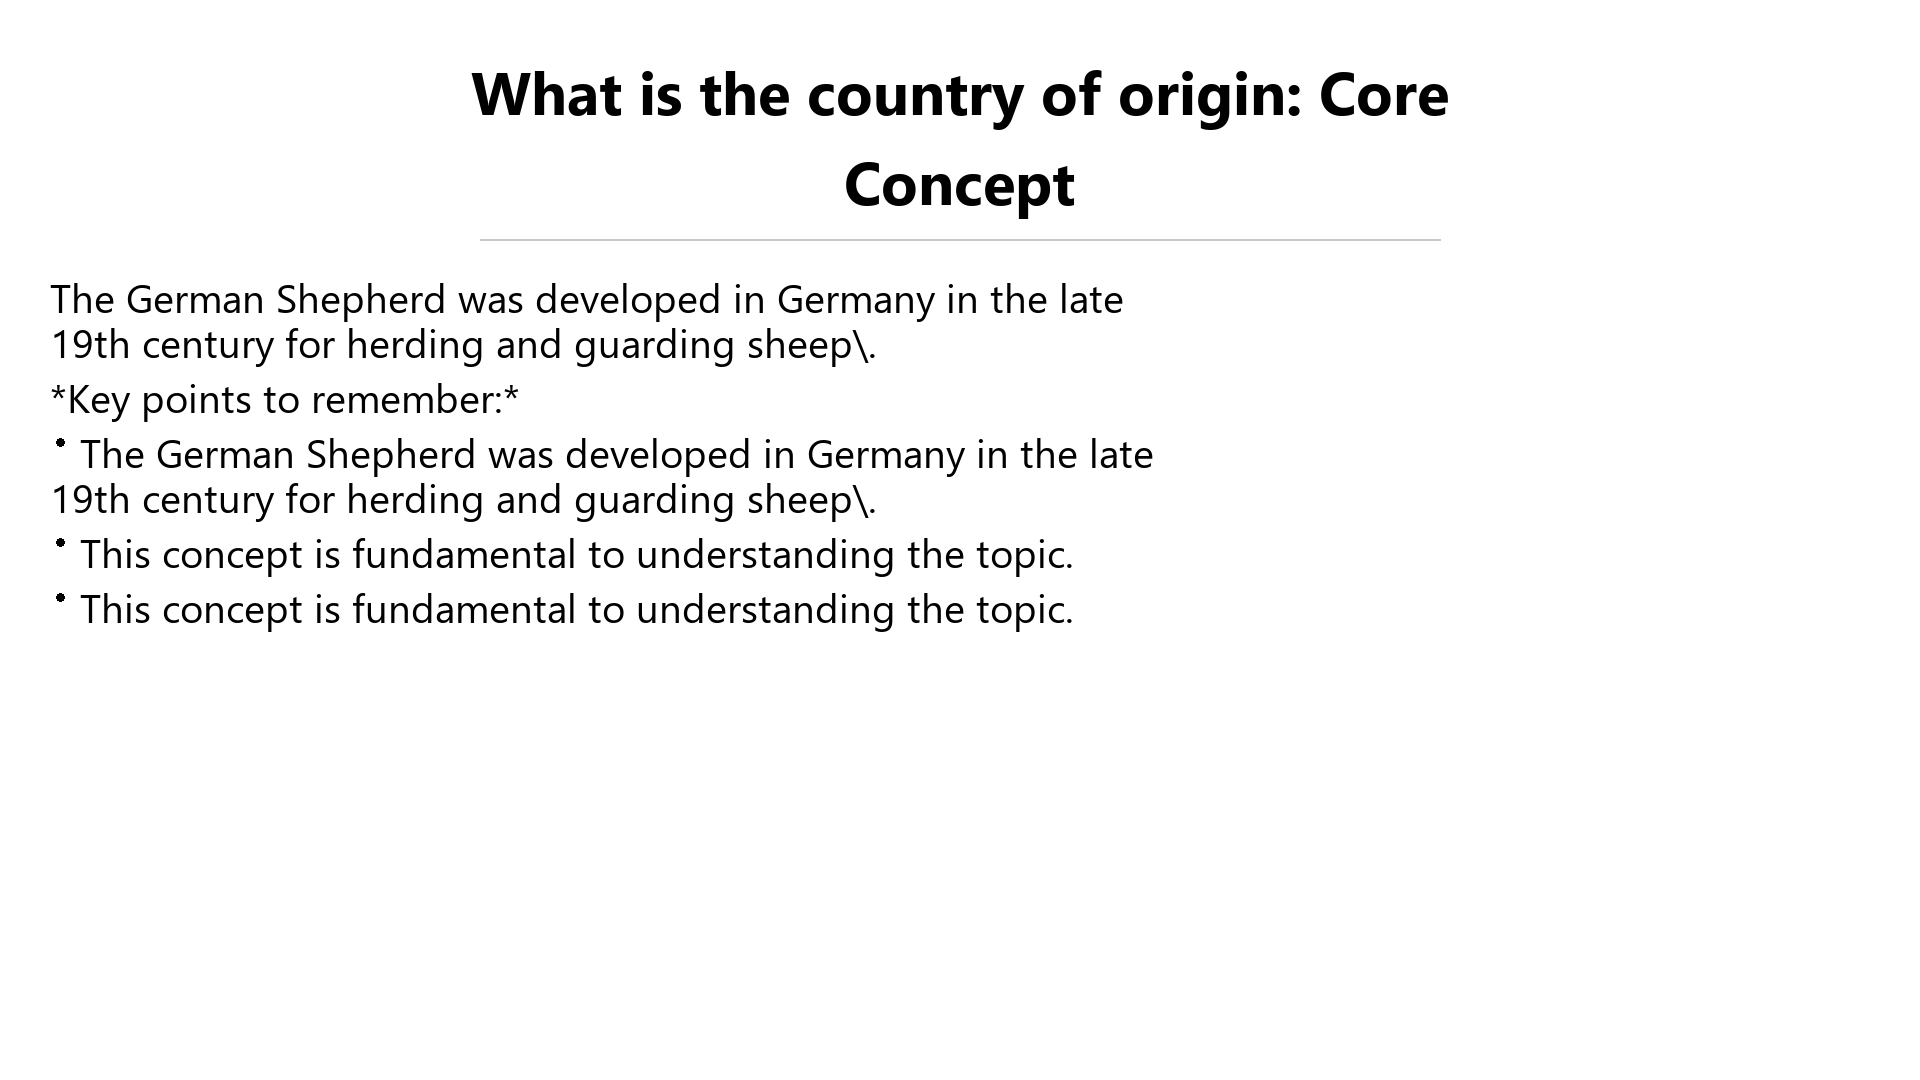 What is the country of origin: Core
Concept
The German Shepherd was developed in Germany in the late
19th century for herding and guarding sheep\.
*Key points to remember:*
• The German Shepherd was developed in Germany in the late
19th century for herding and guarding sheep\.
• This concept is fundamental to understanding the topic.
• This concept is fundamental to understanding the topic.